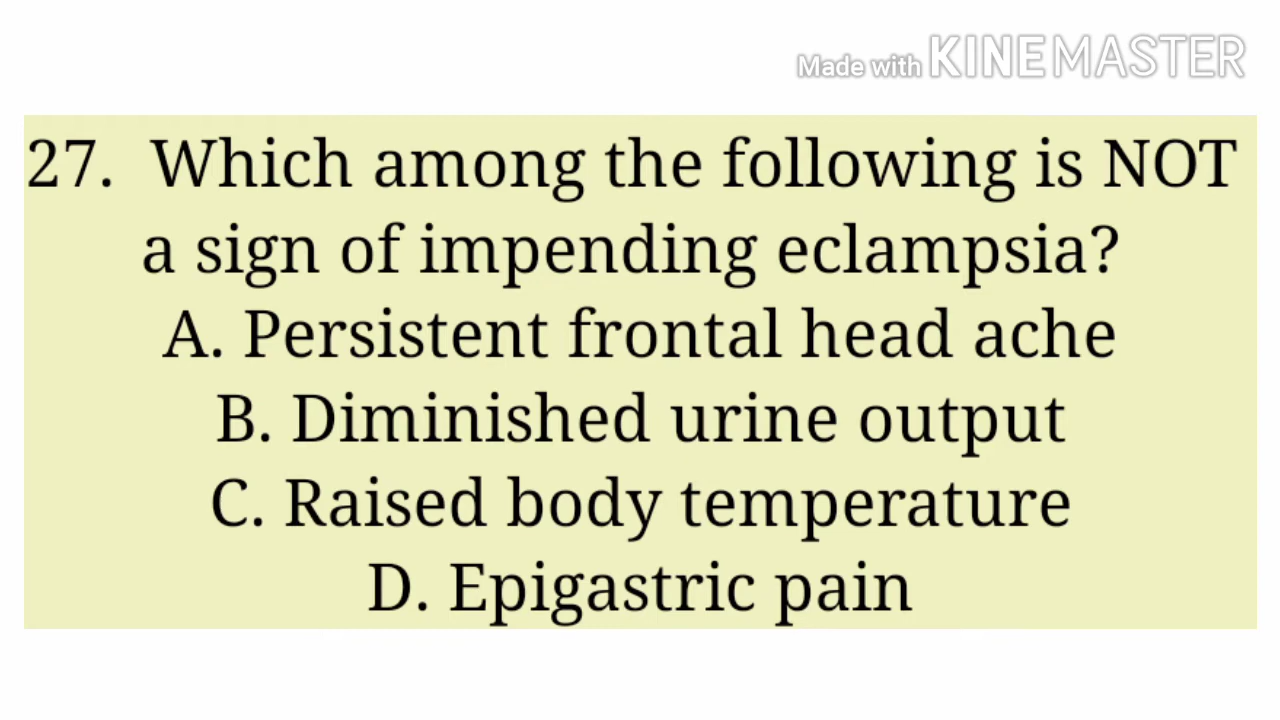 Made with KINEMASTER
27. Which among the following is NOT
a sign of impending eclampsia?
A. Persistent frontal head ache
B. Diminished urine output
C. Raised body temperature
D. Epigastric pain